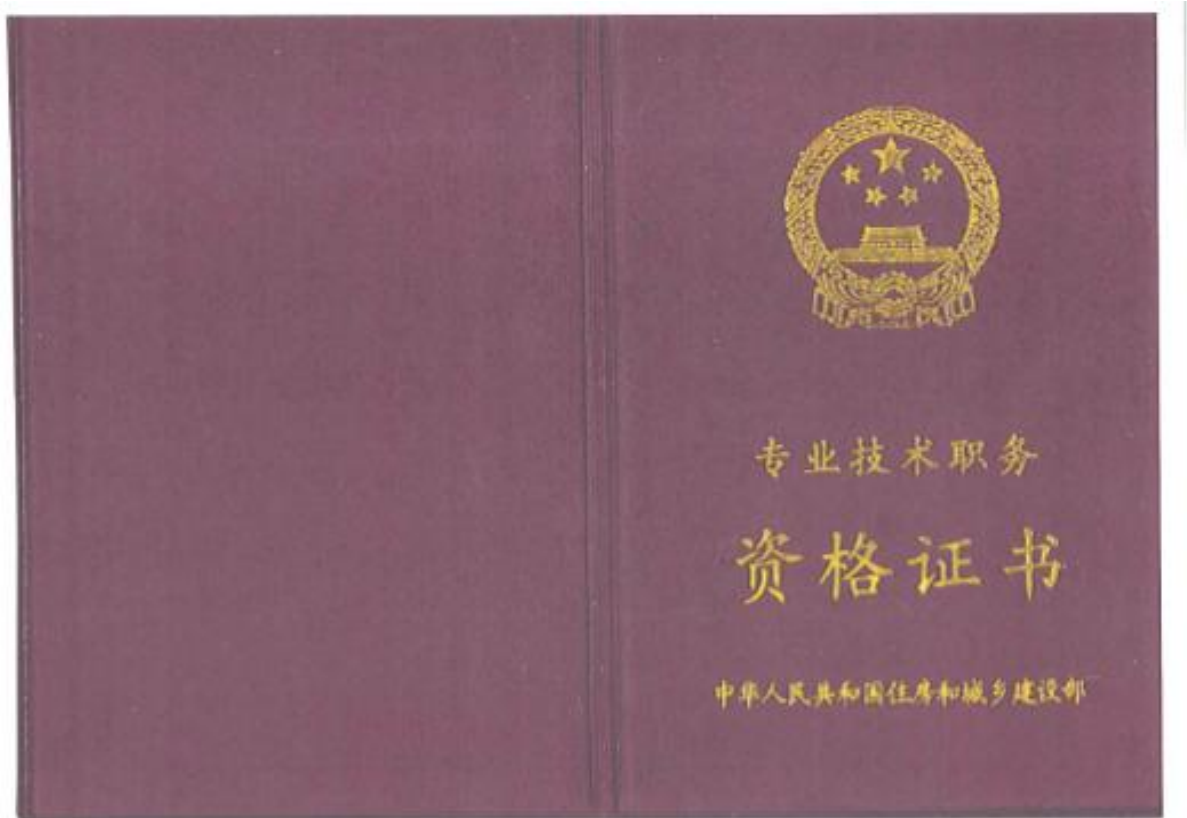 专业技术职务
资格证书
中华人民共和国住房和城乡建设部